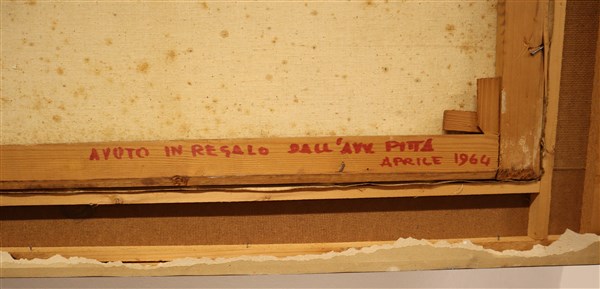 AVUTO IN REGALO DALL'AVV. PITTÀ
APRILE 1964